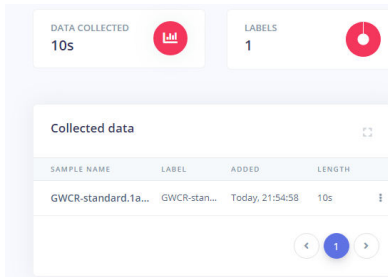 DATA COLLECTED
10s
LABELS
1
Collected data
SAMPLE NAME LABEL ADDED LENGTH
GWCR-standard.1a... GWCR-stan... Today, 21:54:58 10s
1